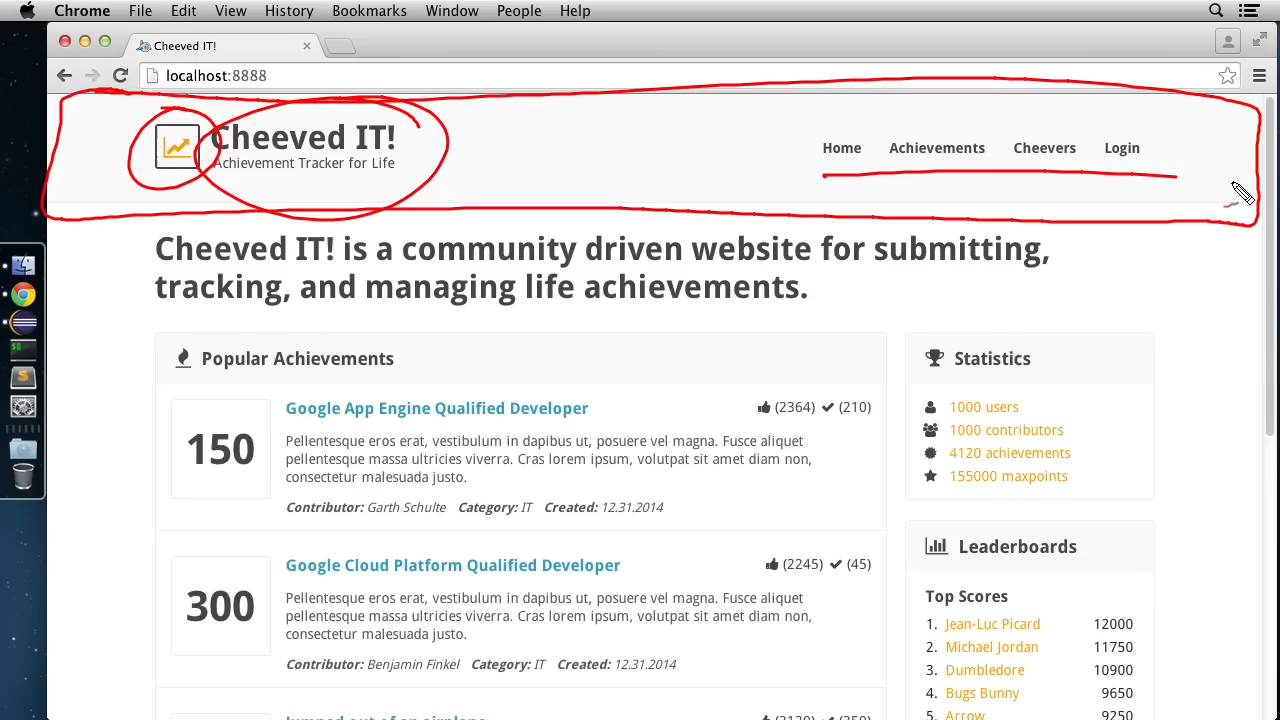 Chrome File Edit View History Bookmarks Window People Help
Cheeved IT!
localhost:8888
Cheeved IT!
Achievement Tracker for Life
Home Achievements Cheevers Login
Cheeved IT! is a community driven website for submitting,
tracking, and managing life achievements.
Popular Achievements
150
Google App Engine Qualified Developer (2364) (210)
Pellentesque eros erat, vestibulum in dapibus ut, posuere vel magna. Fusce aliquet
pellentesque massa ultricies viverra. Cras lorem ipsum, volutpat sit amet diam non,
consectetur malesuada justo.
Contributor: Garth Schulte Category: IT Created: 12.31.2014
300
Google Cloud Platform Qualified Developer (2245) (45)
Pellentesque eros erat, vestibulum in dapibus ut, posuere vel magna. Fusce aliquet
pellentesque massa ultricies viverra. Cras lorem ipsum, volutpat sit amet diam non,
consectetur malesuada justo.
Contributor: Benjamin Finkel Category: IT Created: 12.31.2014
Statistics
1000 users
1000 contributors
4120 achievements
155000 maxpoints
Leaderboards
Top Scores
1. Jean-Luc Picard 12000
2. Michael Jordan 11750
3. Dumbledore 10900
4. Bugs Bunny 9650
5. Arrow 9250